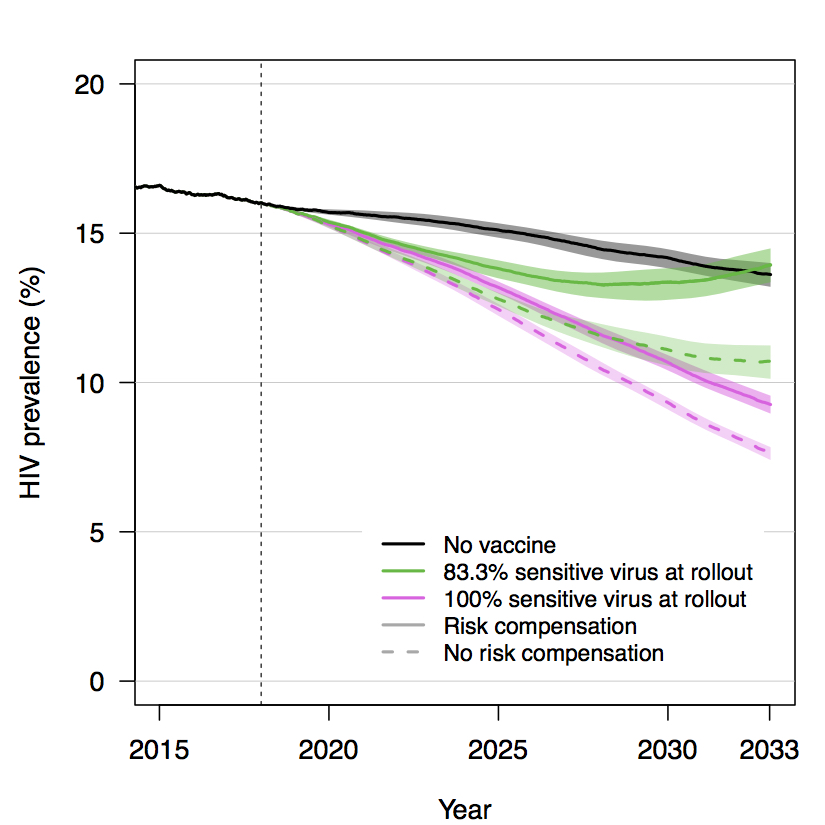 20
15
10
5
0
HIV prevalence (%)
No vaccine
83.3% sensitive virus at rollout
100% sensitive virus at rollout
Risk compensation
No risk compensation
2015 2020 2025 2030 2033
Year